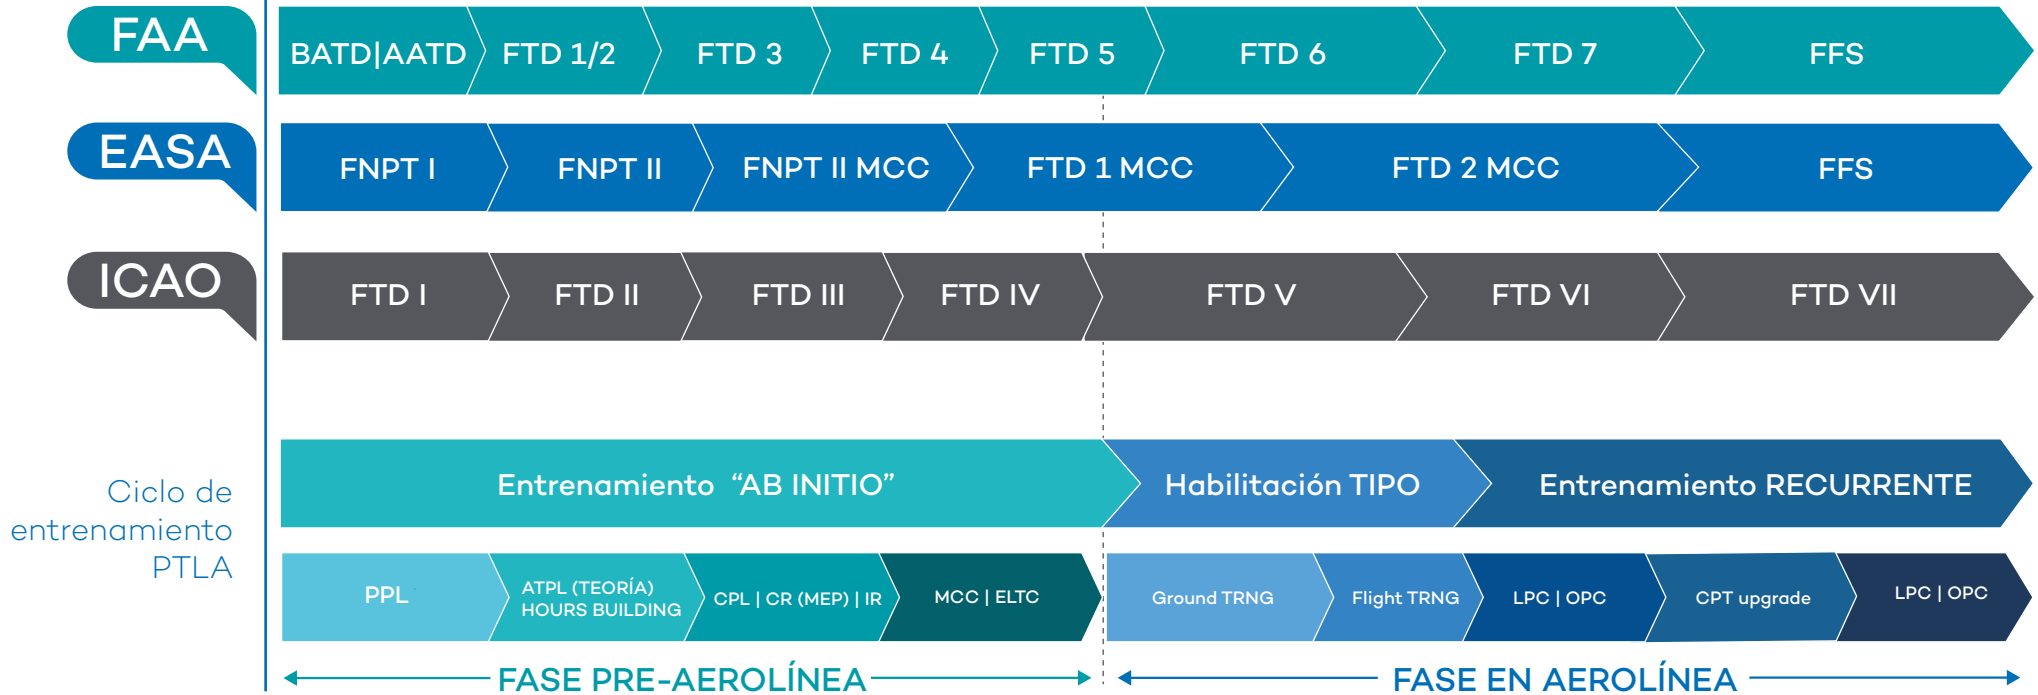 FAA
BATD|AATD FTD 1/2 FTD 3 FTD 4 FTD 5 FTD 6 FTD 7 FFS
EASA
FNPT I FNPT II FNPT II MCC FTD 1 MCC FTD 2 MCC FFS
ICAO
FTD I FTD II FTD III FTD IV FTD V FTD VI FTD VII
Ciclo de
entrenamiento
PTLA
Entrenamiento “AB INITIO” Habilitación TIPO Entrenamiento RECURRENTE
PPL
ATPL (TEORÍA)
HOURS BUILDING
CPL | CR (MEP) | IR
MCC | ELTC
Ground TRNG
Flight TRNG
LPC | OPC
CPT upgrade
LPC | OPC
FASE PRE-AEROLÍNEA FASE EN AEROLÍNEA